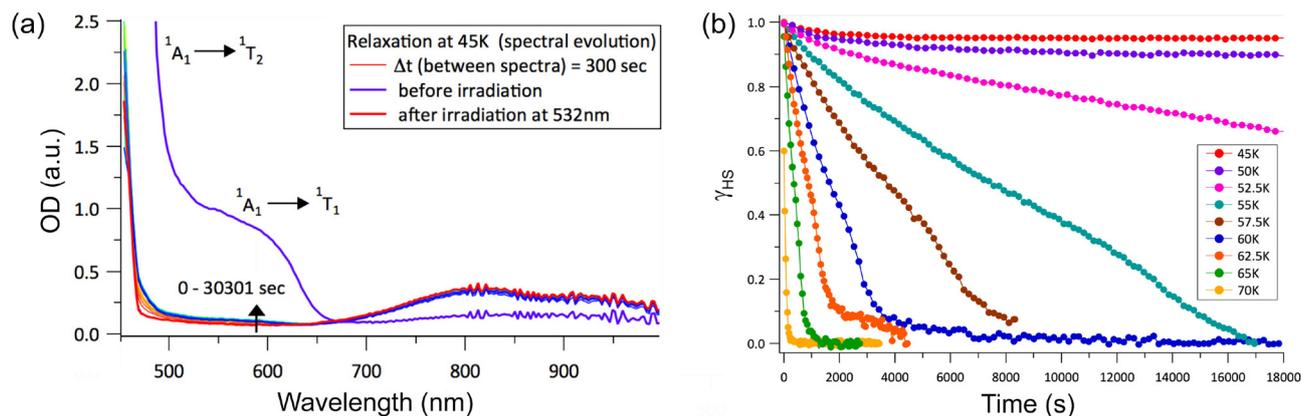 (a)
2.5
2.0
1.5
1.0
0.5
0.0
OD (a.u.)
1A1 → 1T2
1A1 → 1T1
0 - 30301 sec
Relaxation at 45K (spectral evolution)
Δt (between spectra) = 300 sec
before irradiation
after irradiation at 532nm
500 600 700 800 900
Wavelength (nm)
(b)
1.0
0.8
0.6
0.4
0.2
0.0
γHS
45K
50K
52.5K
55K
57.5K
60K
62.5K
65K
70K
0 2000 4000 6000 8000 10000 12000 14000 16000 18000
Time (s)